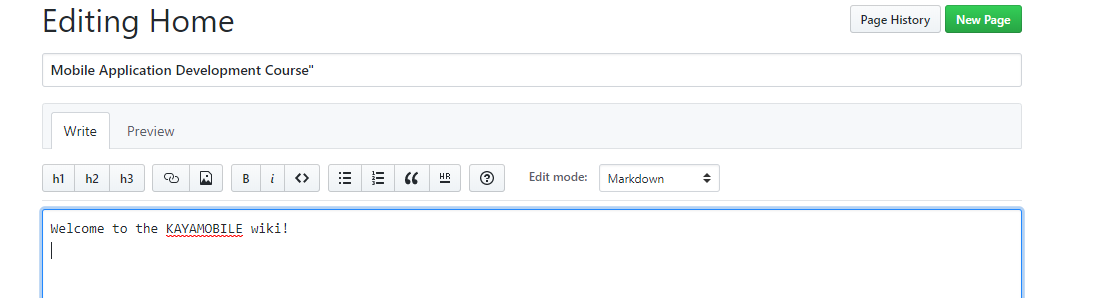 Editing Home
Page History
New Page
Mobile Application Development Course"
Write
Preview
h1 h2 h3 B i <> HR
Edit mode: Markdown
Welcome to the KAYAMOBILE wiki!